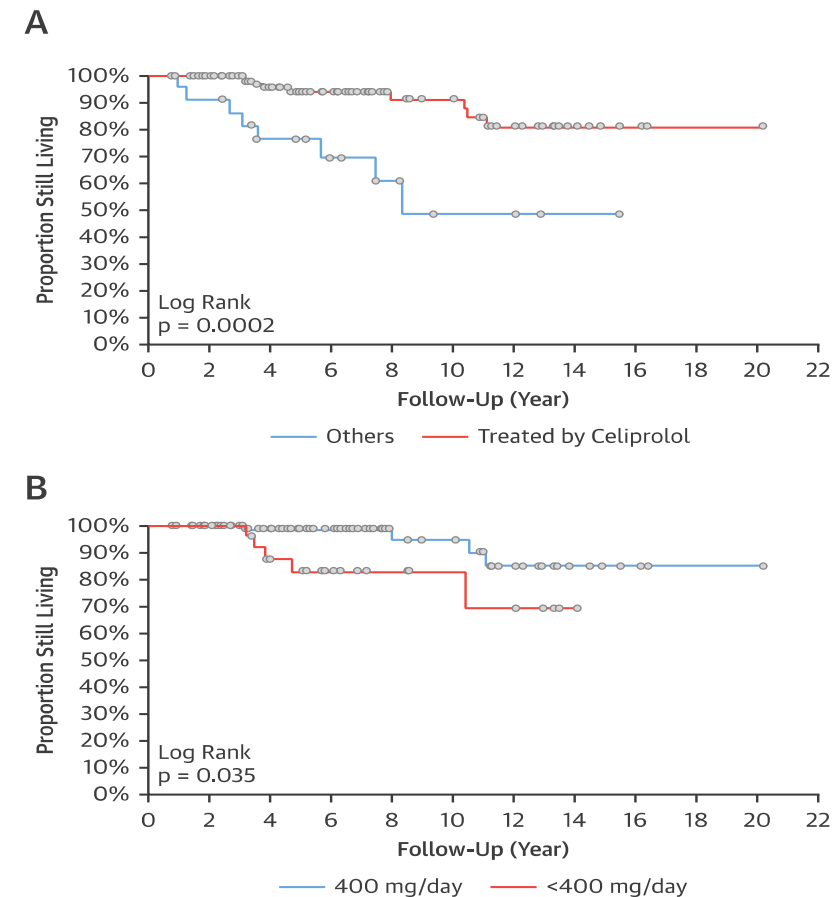 A
Proportion Still Living
100%
90%
80%
70%
60%
50%
40%
30%
20%
10%
0%
Log Rank
p = 0.0002
0 2 4 6 8 10 12 14 16 18 20 22
Follow-Up (Year)
Others Treated by Celiprolol
B
Proportion Still Living
100%
90%
80%
70%
60%
50%
40%
30%
20%
10%
0%
Log Rank
p = 0.035
0 2 4 6 8 10 12 14 16 18 20 22
Follow-Up (Year)
400 mg/day <400 mg/day